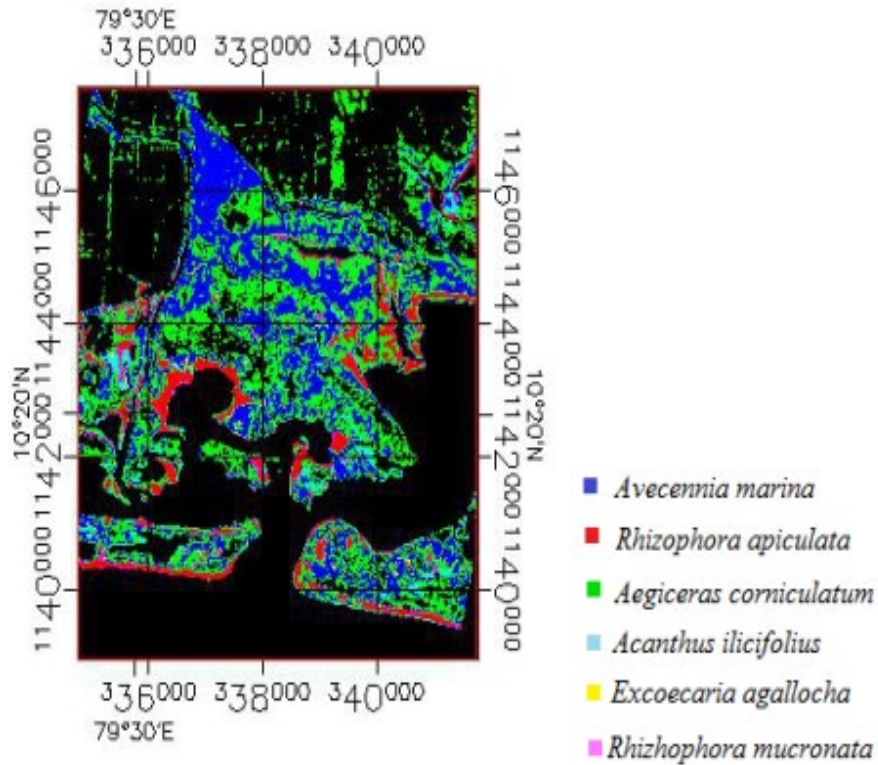 79°30'E
336000 338000 340000
1146000
1144000
1142000
1140000
10°20'N
1146000
1144000
1142000
1140000
10°20'N
336000 338000 340000
79°30'E
Avecennia marina
Rhizophora apiculata
Aegiceras corniculatum
Acanthus ilicifolius
Excoecaria agallocha
Rhizhophora mucronata